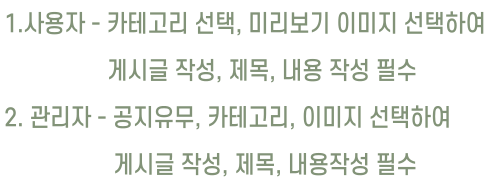 1.사용자 - 카테고리 선택, 미리보기 이미지 선택하여
게시글 작성, 제목, 내용 작성 필수
2. 관리자 - 공지유무, 카테고리, 이미지 선택하여
게시글 작성, 제목, 내용작성 필수